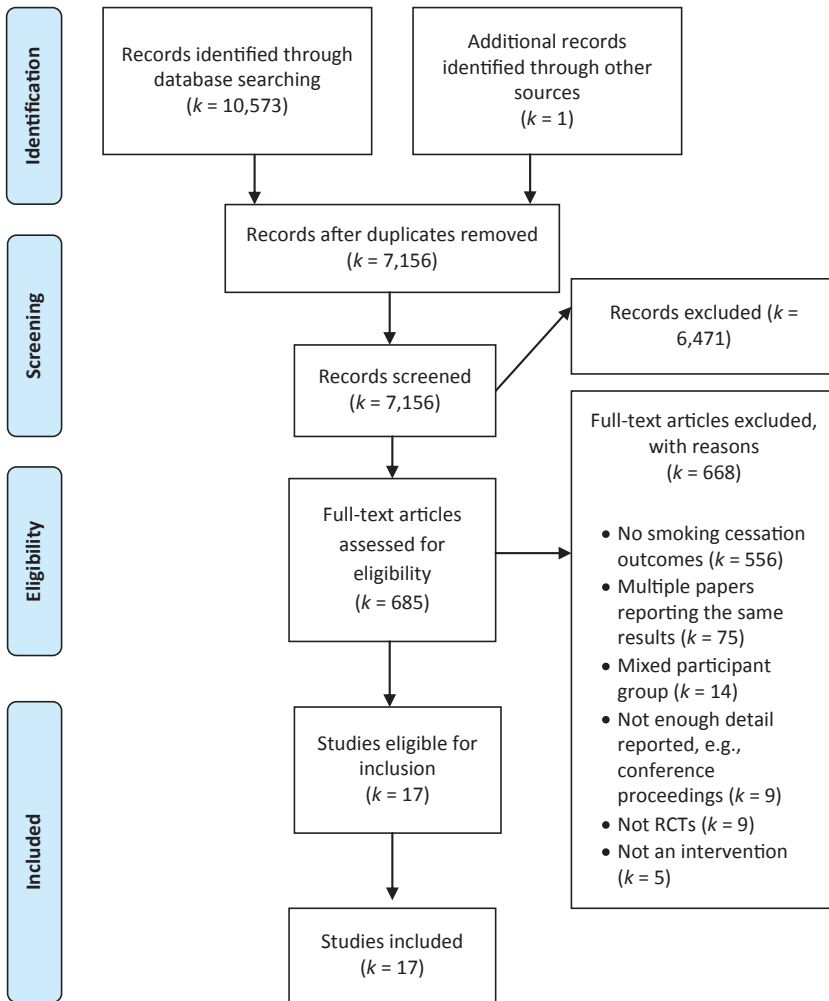 Identification
Records identified through
database searching
(k = 10,573)
Additional records
identified through other
sources
(k = 1)
Records after duplicates removed
(k = 7,156)
Screening
Records screened
(k = 7,156)
Records excluded (k =
6,471)
Eligibility
Full-text articles
assessed for
eligibility
(k = 685)
Full-text articles excluded,
with reasons
(k = 668)
• No smoking cessation
outcomes (k = 556)
• Multiple papers
reporting the same
results (k = 75)
• Mixed participant
group (k = 14)
• Not enough detail
reported, e.g.,
conference
proceedings (k = 9)
• Not RCTs (k = 9)
• Not an intervention
(k = 5)
Included
Studies eligible for
inclusion
(k = 17)
Studies included
(k = 17)